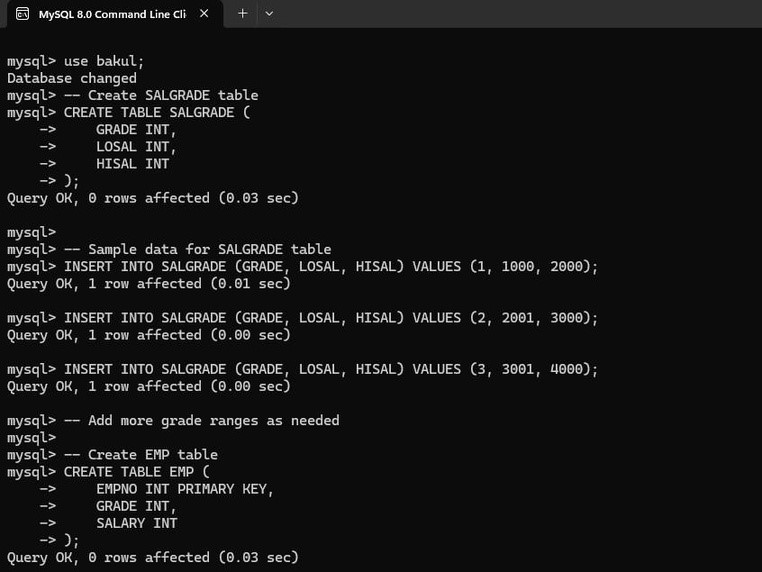 MySQL 8.0 Command Line Cli
mysql> use bakul;
Database changed
mysql> -- Create SALGRADE table
mysql> CREATE TABLE SALGRADE (
    ->     GRADE INT,
    ->     LOSAL INT,
    ->     HISAL INT
    -> );
Query OK, 0 rows affected (0.03 sec)
mysql>
mysql> -- Sample data for SALGRADE table
mysql> INSERT INTO SALGRADE (GRADE, LOSAL, HISAL) VALUES (1, 1000, 2000);
Query OK, 1 row affected (0.01 sec)
mysql> INSERT INTO SALGRADE (GRADE, LOSAL, HISAL) VALUES (2, 2001, 3000);
Query OK, 1 row affected (0.00 sec)
mysql> INSERT INTO SALGRADE (GRADE, LOSAL, HISAL) VALUES (3, 3001, 4000);
Query OK, 1 row affected (0.00 sec)
mysql> -- Add more grade ranges as needed
mysql>
mysql> -- Create EMP table
mysql> CREATE TABLE EMP (
    ->     EMPNO INT PRIMARY KEY,
    ->     GRADE INT,
    ->     SALARY INT
    -> );
Query OK, 0 rows affected (0.03 sec)